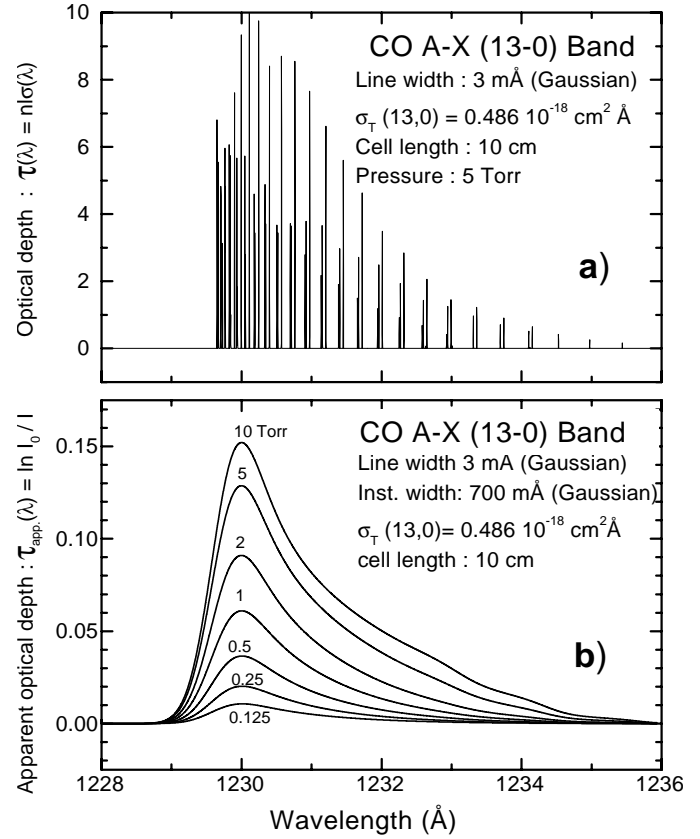 CO A-X (13-0) Band
Line width : 3 mÅ (Gaussian)
σT (13,0) = 0.486 10-18 cm2 Å
Cell length : 10 cm
Pressure : 5 Torr
a)
Optical depth : τ(λ) = nlσ(λ)
10
8
6
4
2
0
CO A-X (13-0) Band
Line width 3 mA (Gaussian)
Inst. width: 700 mÅ (Gaussian)
σT (13,0)= 0.486 10-18 cm2Å
cell length : 10 cm
b)
10 Torr
5
2
1
0.5
0.25
0.125
Apparent optical depth : τapp.(λ) = ln I0 / I
0.15
0.10
0.05
0.00
1228 1230 1232 1234 1236
Wavelength (Å)